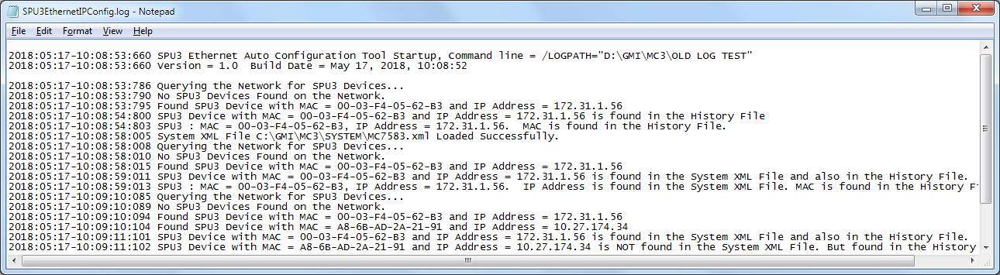 SPU3EthernetIPConfig.log - Notepad
File Edit Format View Help
2018:05:17-10:08:53:660 SPU3 Ethernet Auto Configuration Tool Startup, Command line = /LOGPATH="D:\GMI\MC3\OLD LOG TEST"
2018:05:17-10:08:53:660 Version = 1.0  Build Date = May 17, 2018, 10:08:52
2018:05:17-10:08:53:786 Querying the Network for SPU3 Devices...
2018:05:17-10:08:53:790 No SPU3 Devices Found on the Network.
2018:05:17-10:08:53:795 Found SPU3 Device with MAC = 00-03-F4-05-62-B3 and IP Address = 172.31.1.56
2018:05:17-10:08:54:800 SPU3 Device with MAC = 00-03-F4-05-62-B3 and IP Address = 172.31.1.56 is found in the History File
2018:05:17-10:08:54:803 SPU3 : MAC = 00-03-F4-05-62-B3, IP Address = 172.31.1.56.  MAC is found in the History File.
2018:05:17-10:08:58:005 System XML File C:\GMI\MC3\SYSTEM\MC7583.xml Loaded Successfully.
2018:05:17-10:08:58:008 Querying the Network for SPU3 Devices...
2018:05:17-10:08:58:010 No SPU3 Devices Found on the Network.
2018:05:17-10:08:58:015 Found SPU3 Device with MAC = 00-03-F4-05-62-B3 and IP Address = 172.31.1.56
2018:05:17-10:08:59:011 SPU3 Device with MAC = 00-03-F4-05-62-B3 and IP Address = 172.31.1.56 is found in the System XML File and also in the History File.
2018:05:17-10:08:59:013 SPU3 : MAC = 00-03-F4-05-62-B3, IP Address = 172.31.1.56.  IP Address is found in the System XML File. MAC is found in the History F
2018:05:17-10:09:10:085 Querying the Network for SPU3 Devices...
2018:05:17-10:09:10:089 No SPU3 Devices Found on the Network.
2018:05:17-10:09:10:094 Found SPU3 Device with MAC = 00-03-F4-05-62-B3 and IP Address = 172.31.1.56
2018:05:17-10:09:10:104 Found SPU3 Device with MAC = A8-6B-AD-2A-21-91 and IP Address = 10.27.174.34
2018:05:17-10:09:11:101 SPU3 Device with MAC = 00-03-F4-05-62-B3 and IP Address = 172.31.1.56 is found in the System XML File and also in the History File.
2018:05:17-10:09:11:102 SPU3 Device with MAC = A8-6B-AD-2A-21-91 and IP Address = 10.27.174.34 is NOT found in the System XML File. But found in the History